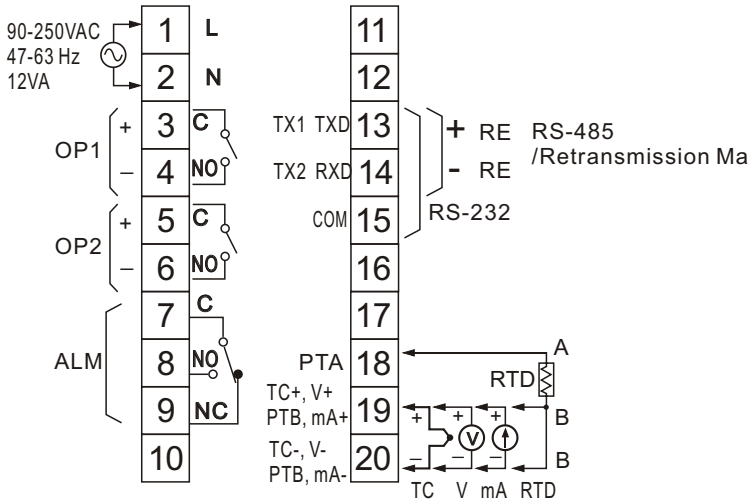 90-250VAC
47-63 Hz
12VA
1 L
2 N
OP1
+ 3 C
– 4 NO
OP2
+ 5 C
– 6 NO
ALM
7 C
8 NO
9 NC
10
11
12
TX1 TXD 13 + RE
TX2 RXD 14 - RE
RS-485
/Retransmission Ma
COM 15 RS-232
16
17
PTA 18 A
RTD
TC+, V+
PTB, mA+ 19 + + + B
V
TC-, V-
PTB, mA- 20 – – – B
TC V mA RTD